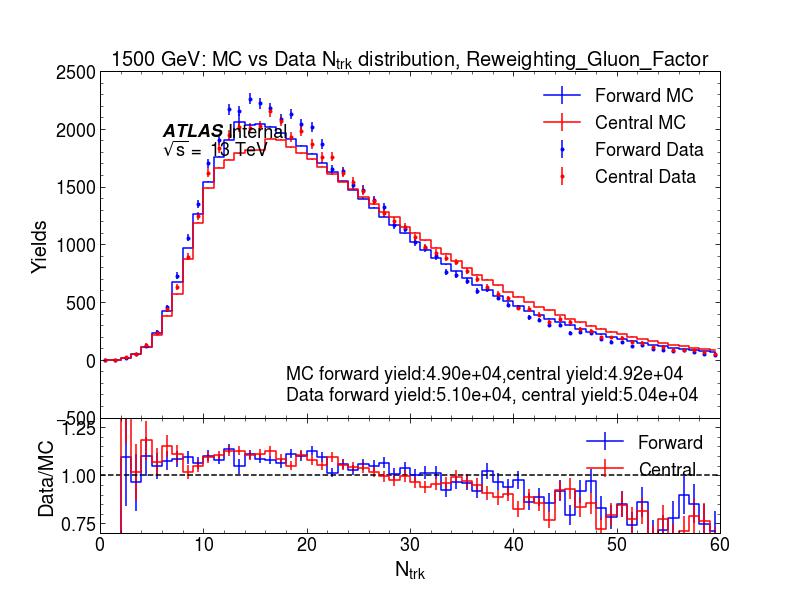 1500 GeV: MC vs Data N_trk distribution, Reweighting_Gluon_Factor
2500
2000
1500
1000
500
0
−500
Yields
ATLAS Internal
√s = 13 TeV
Forward MC
Central MC
Forward Data
Central Data
MC forward yield:4.90e+04,central yield:4.92e+04
Data forward yield:5.10e+04, central yield:5.04e+04
1.25
1.00
0.75
Data/MC
Forward
Central
0 10 20 30 40 50 60
N_trk